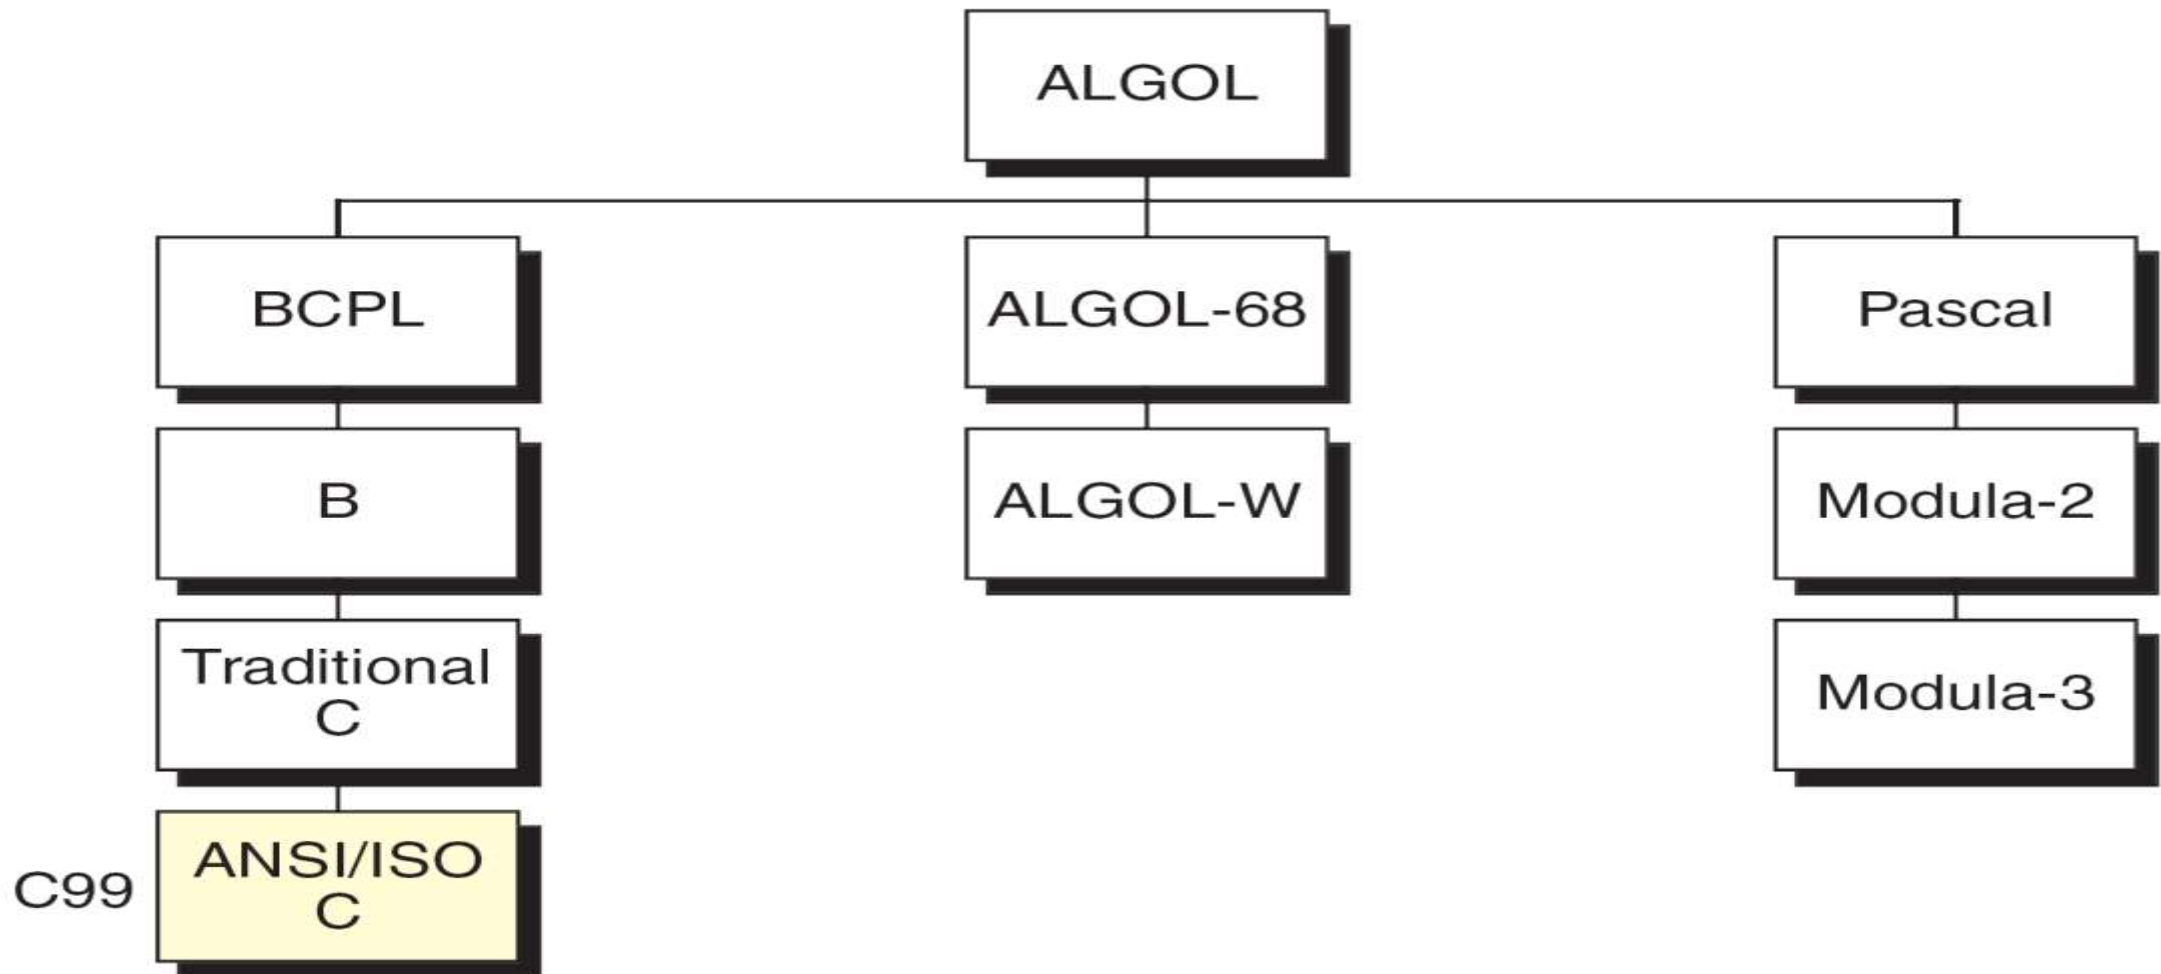 ALGOL
BCPL
ALGOL-68
Pascal
B
ALGOL-W
Modula-2
Traditional
C
Modula-3
C99
ANSI/ISO
C